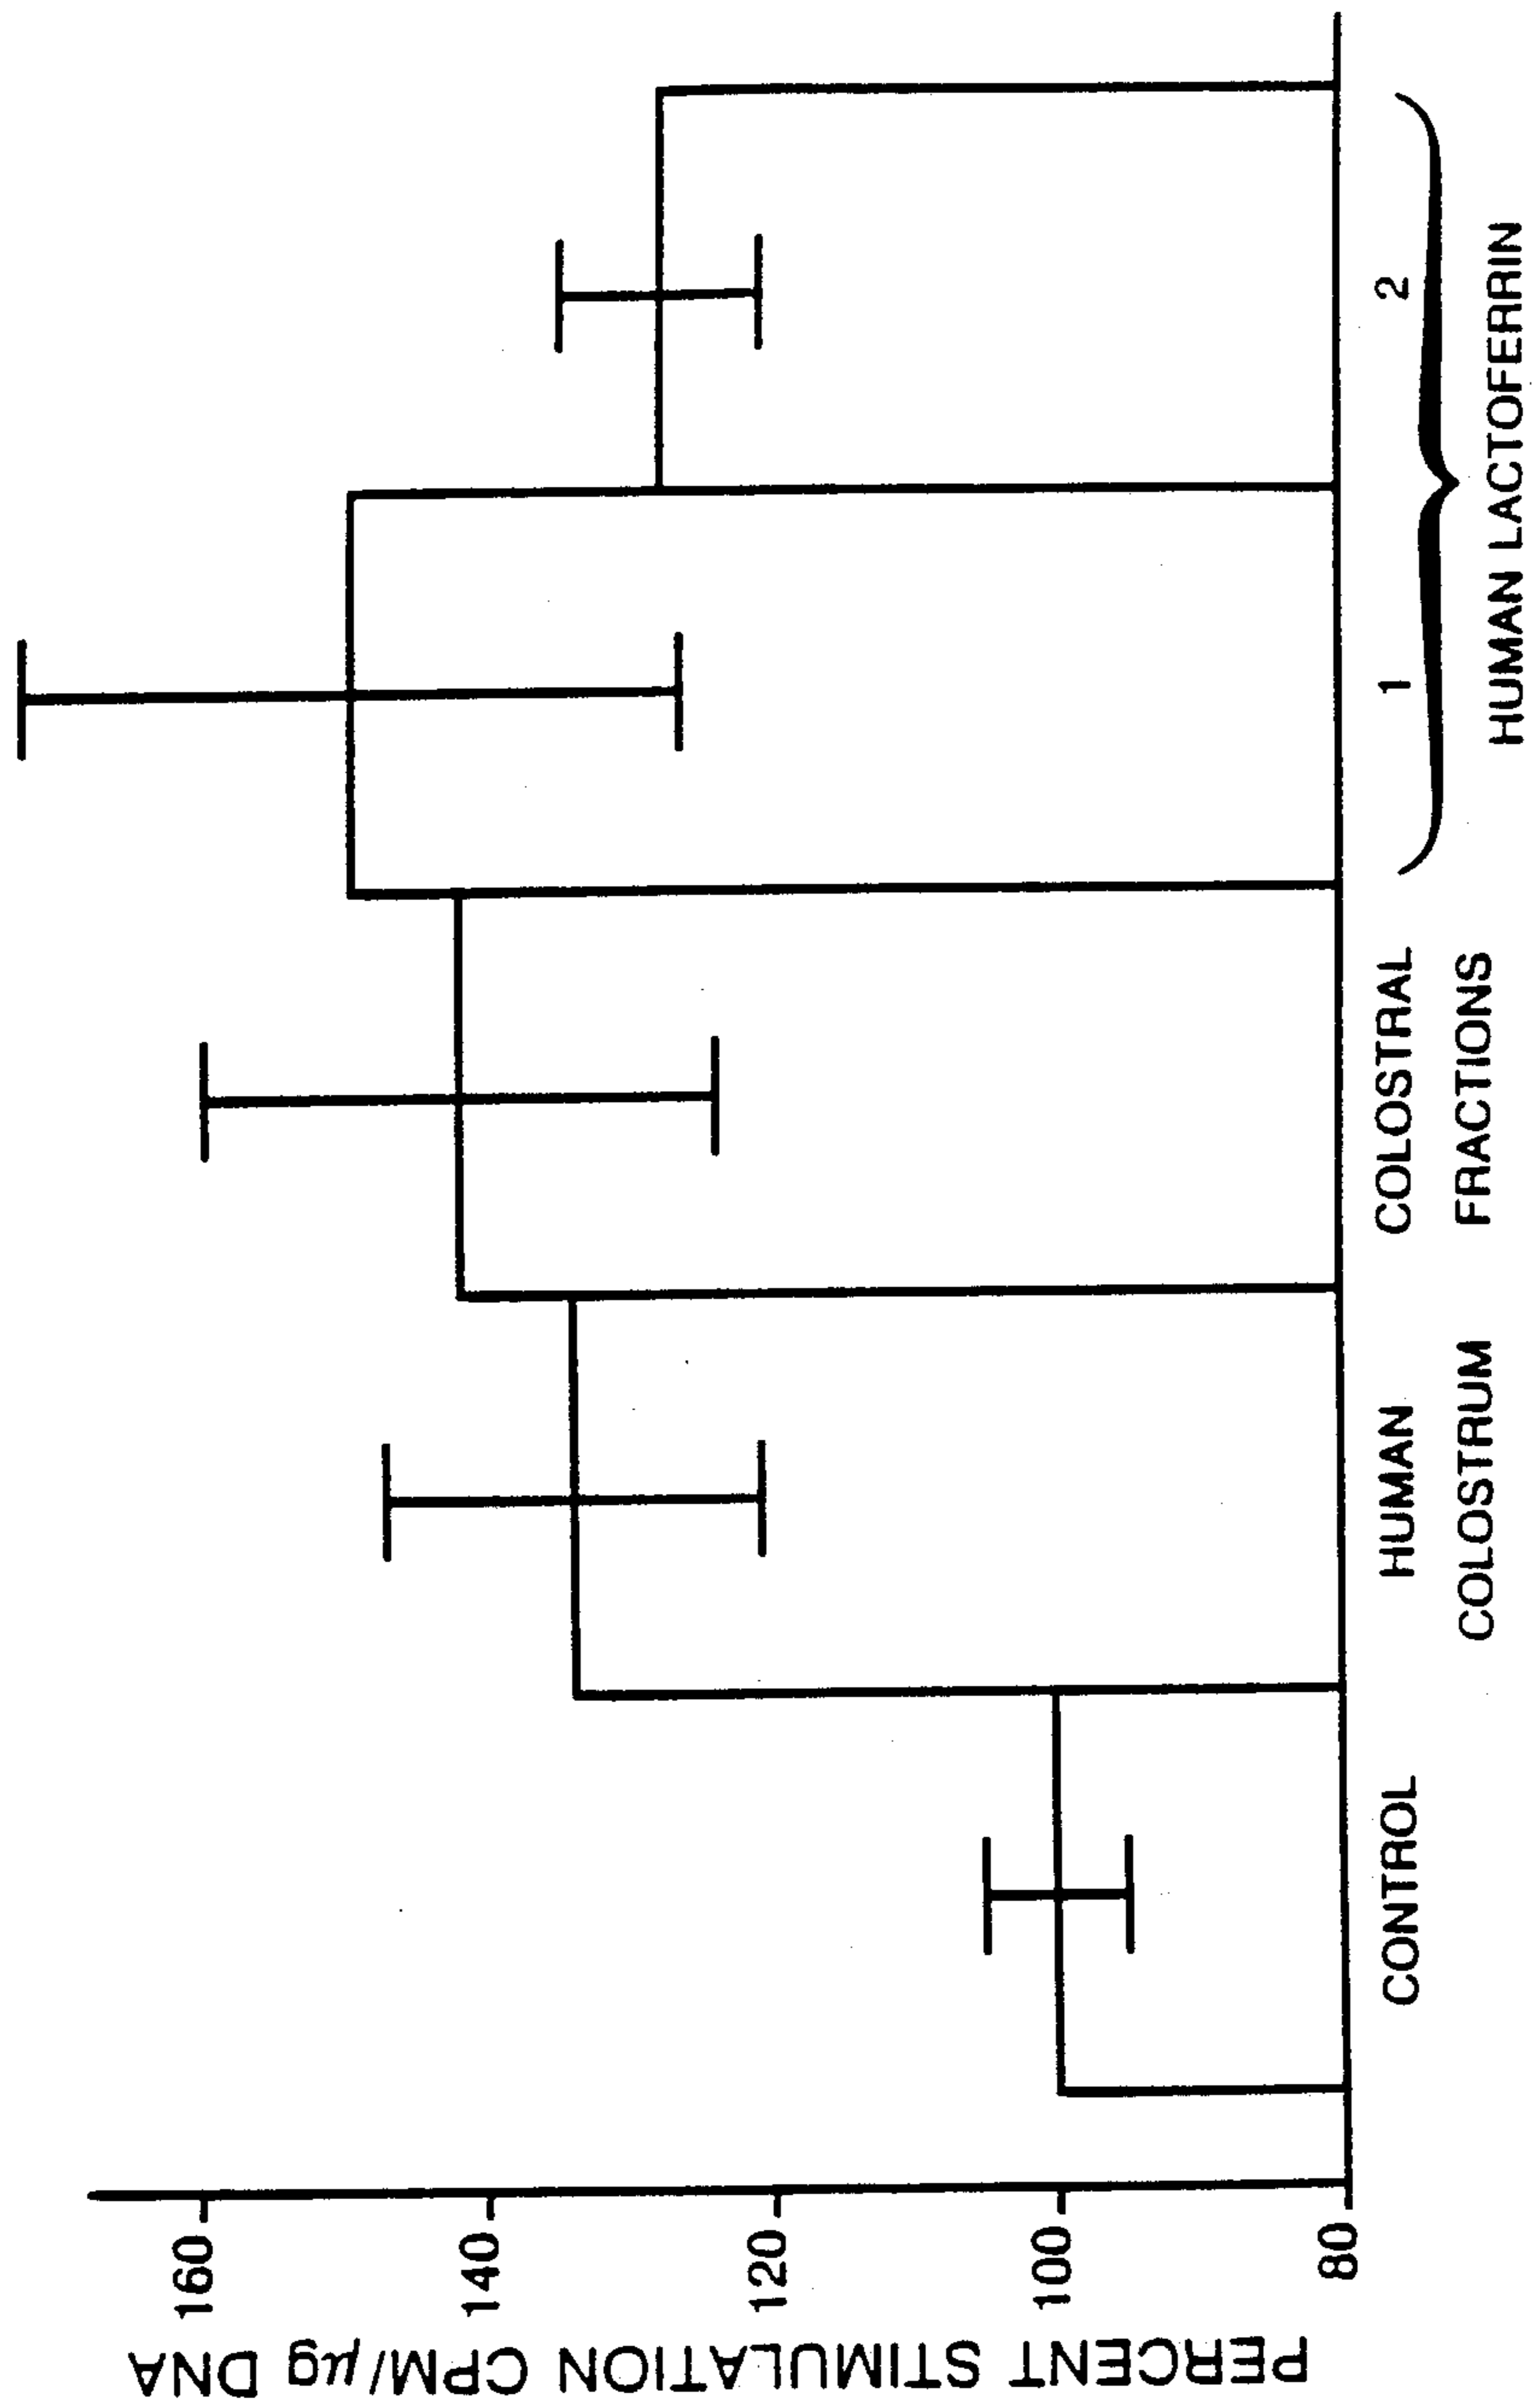 PERCENT STIMULATION CPM/µg DNA
160
140
120
100
80
CONTROL
HUMAN
COLOSTRUM
COLOSTRAL
FRACTIONS
1
2
HUMAN LACTOFERRIN